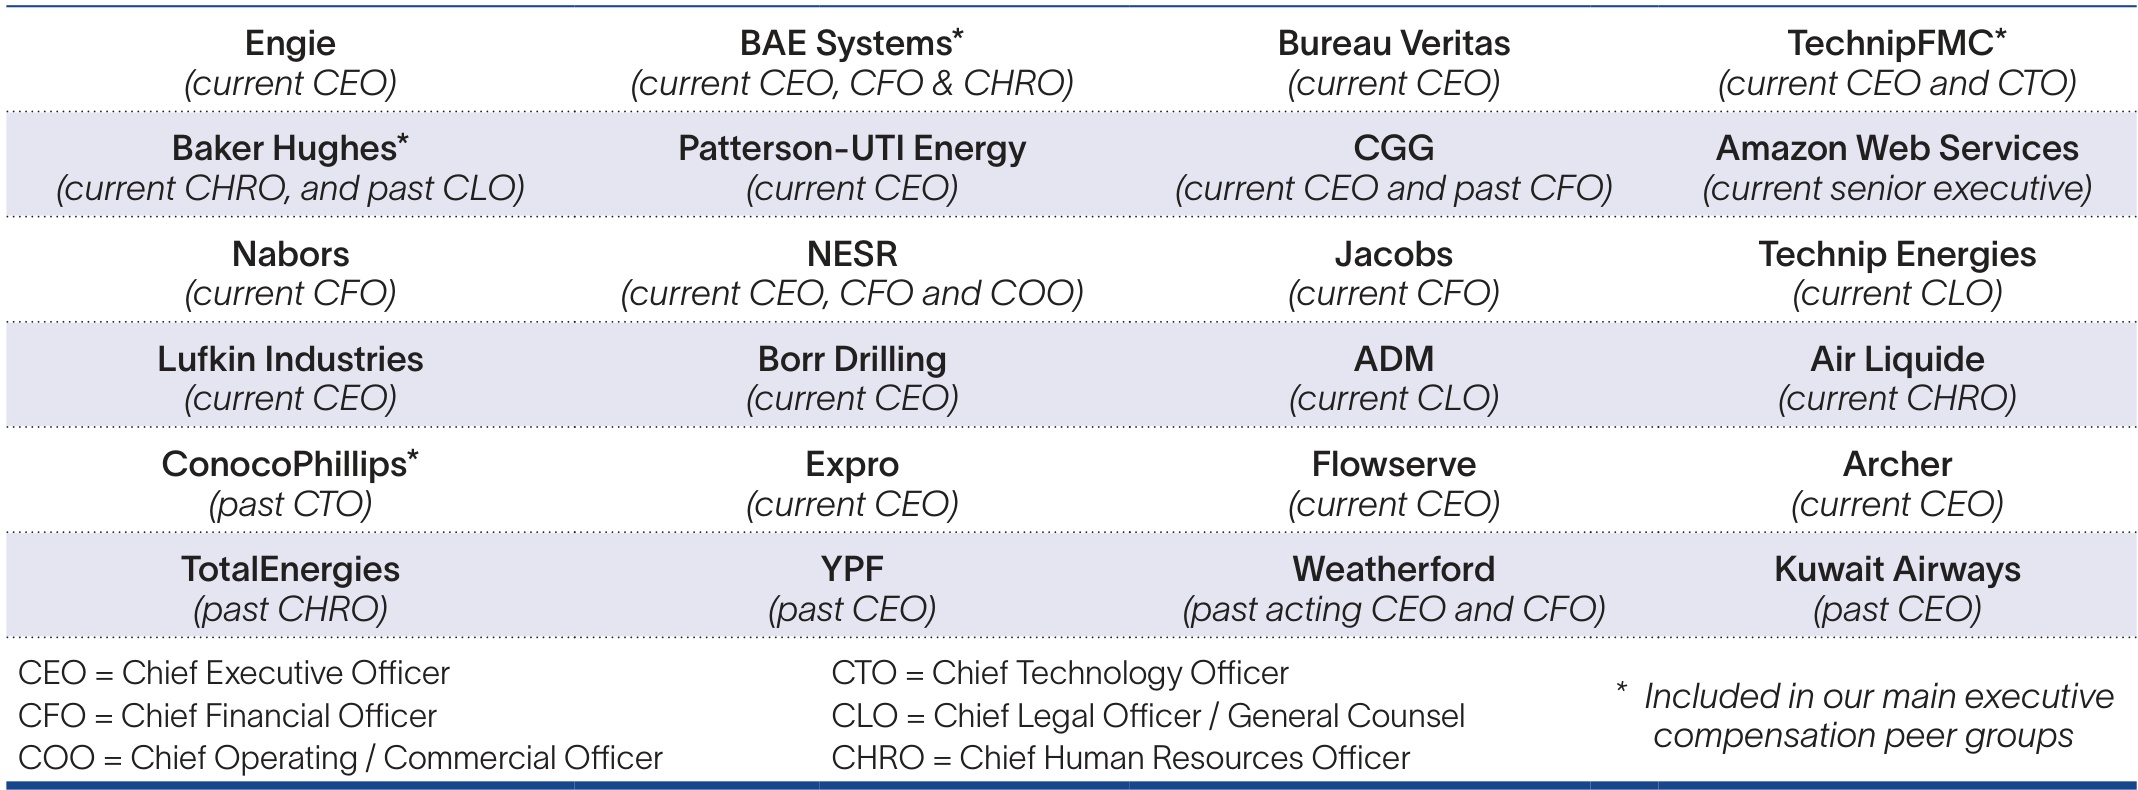 Engie
(current CEO)
BAE Systems*
(current CEO, CFO & CHRO)
Bureau Veritas
(current CEO)
TechnipFMC*
(current CEO and CTO)
Baker Hughes*
(current CHRO, and past CLO)
Patterson-UTI Energy
(current CEO)
CGG
(current CEO and past CFO)
Amazon Web Services
(current senior executive)
Nabors
(current CFO)
NESR
(current CEO, CFO and COO)
Jacobs
(current CFO)
Technip Energies
(current CLO)
Lufkin Industries
(current CEO)
Borr Drilling
(current CEO)
ADM
(current CLO)
Air Liquide
(current CHRO)
ConocoPhillips*
(past CTO)
Expro
(current CEO)
Flowserve
(current CEO)
Archer
(current CEO)
TotalEnergies
(past CHRO)
YPF
(past CEO)
Weatherford
(past acting CEO and CFO)
Kuwait Airways
(past CEO)
CEO = Chief Executive Officer
CFO = Chief Financial Officer
COO = Chief Operating / Commercial Officer
CTO = Chief Technology Officer
CLO = Chief Legal Officer / General Counsel
CHRO = Chief Human Resources Officer
* Included in our main executive
compensation peer groups